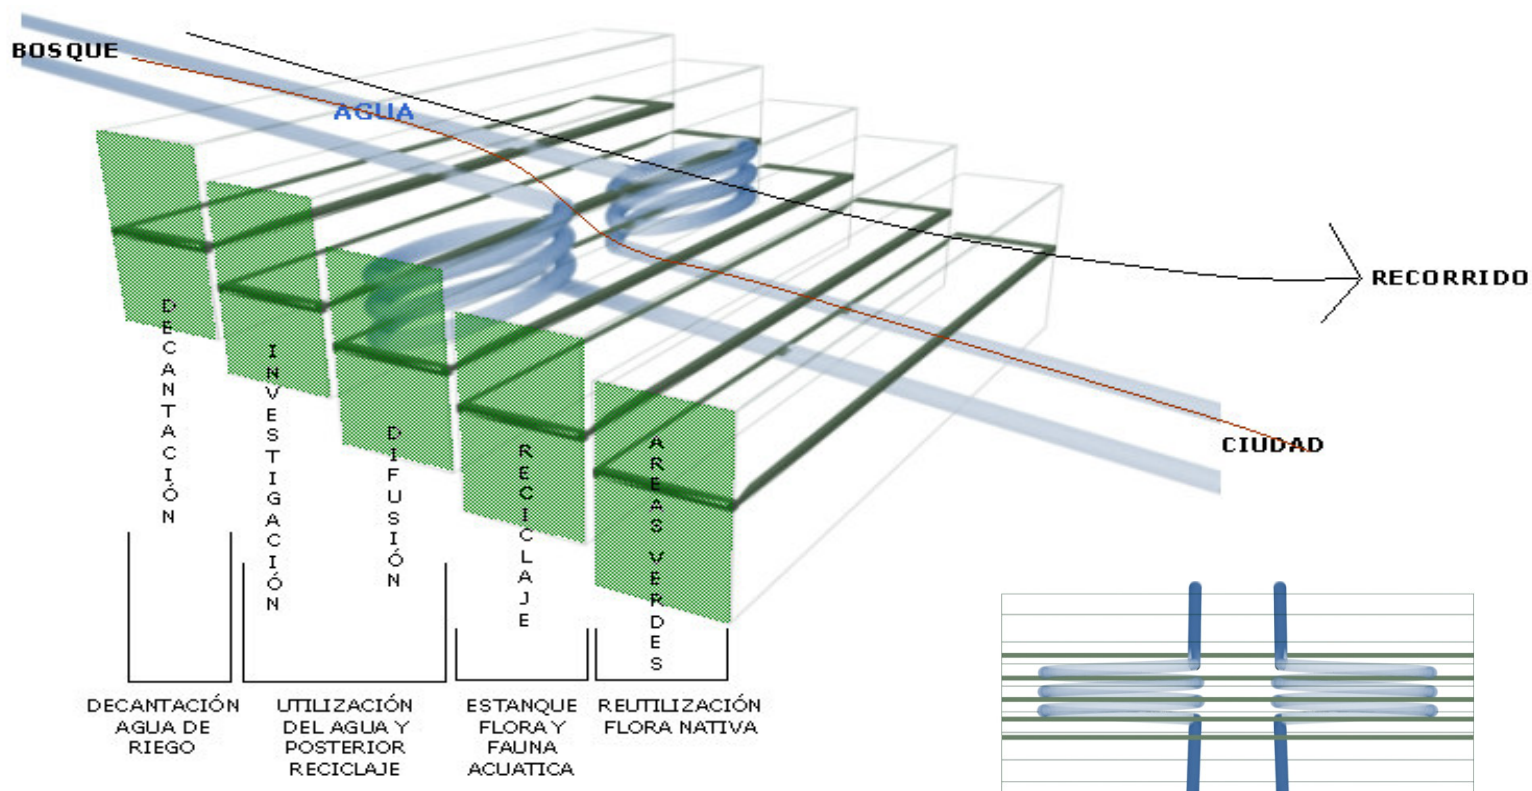 BOSQUE
AGUA
RECORRIDO
CIUDAD
DECANTACIÓN
INVESTIGACIÓN
DIFUSIÓN
RECICLAJE
AREAS VERDES
DECANTACIÓN
AGUA DE
RIEGO
UTILIZACIÓN
DEL AGUA Y
POSTERIOR
RECICLAJE
ESTANQUE
FLORA Y
FAUNA
ACUATICA
REUTILIZACIÓN
FLORA NATIVA